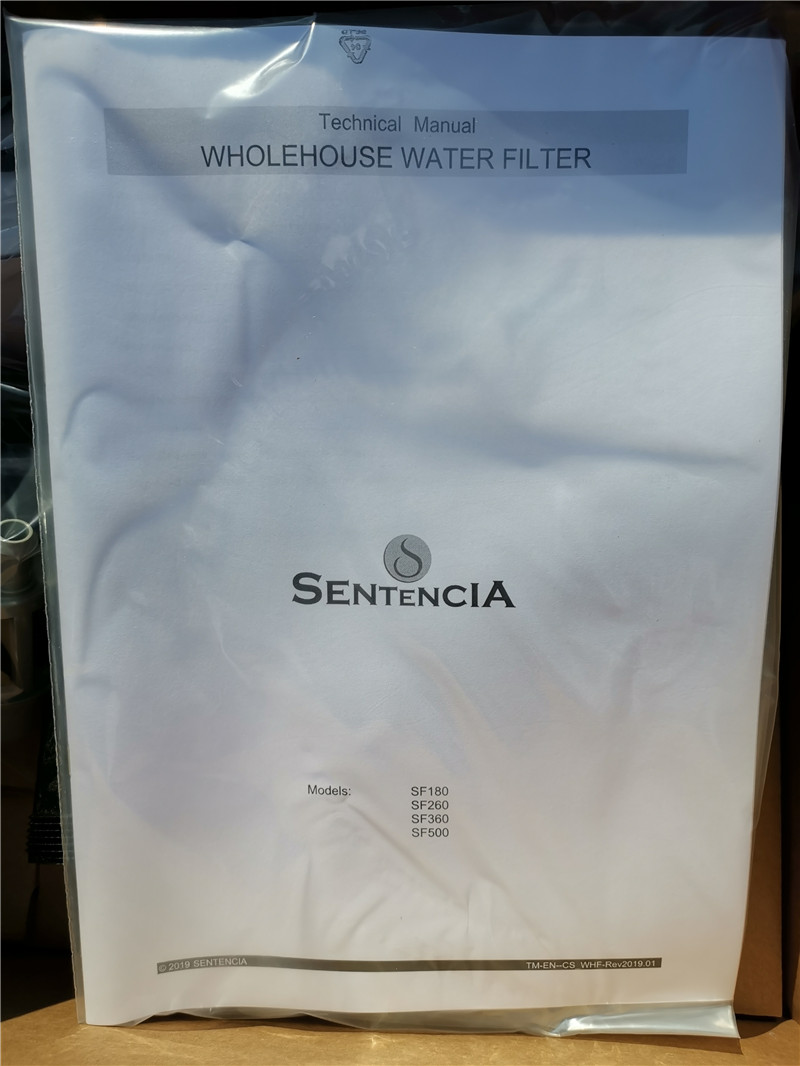 Technical Manual
WHOLEHOUSE WATER FILTER
SENTENCIA
Models: SF180
SF260
SF360
SF500
© 2019 SENTENCIA TM-EN--CS_WHF-Rev2019.01